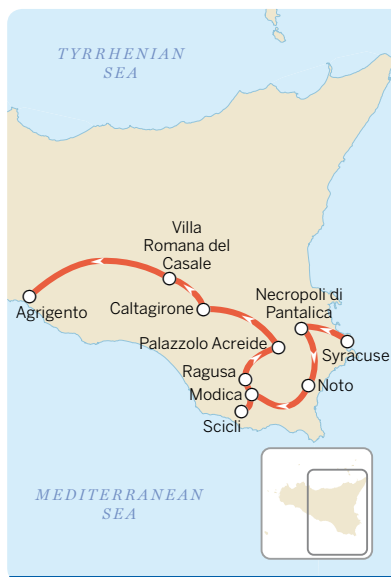 TYRRHENIAN
SEA
Villa
Romana del
Casale
Necropoli di
Pantalica
Agrigento
Caltagirone
Palazzolo Acreide
Syracuse
Ragusa
Noto
Modica
Scicli
MEDITERRANEAN
SEA